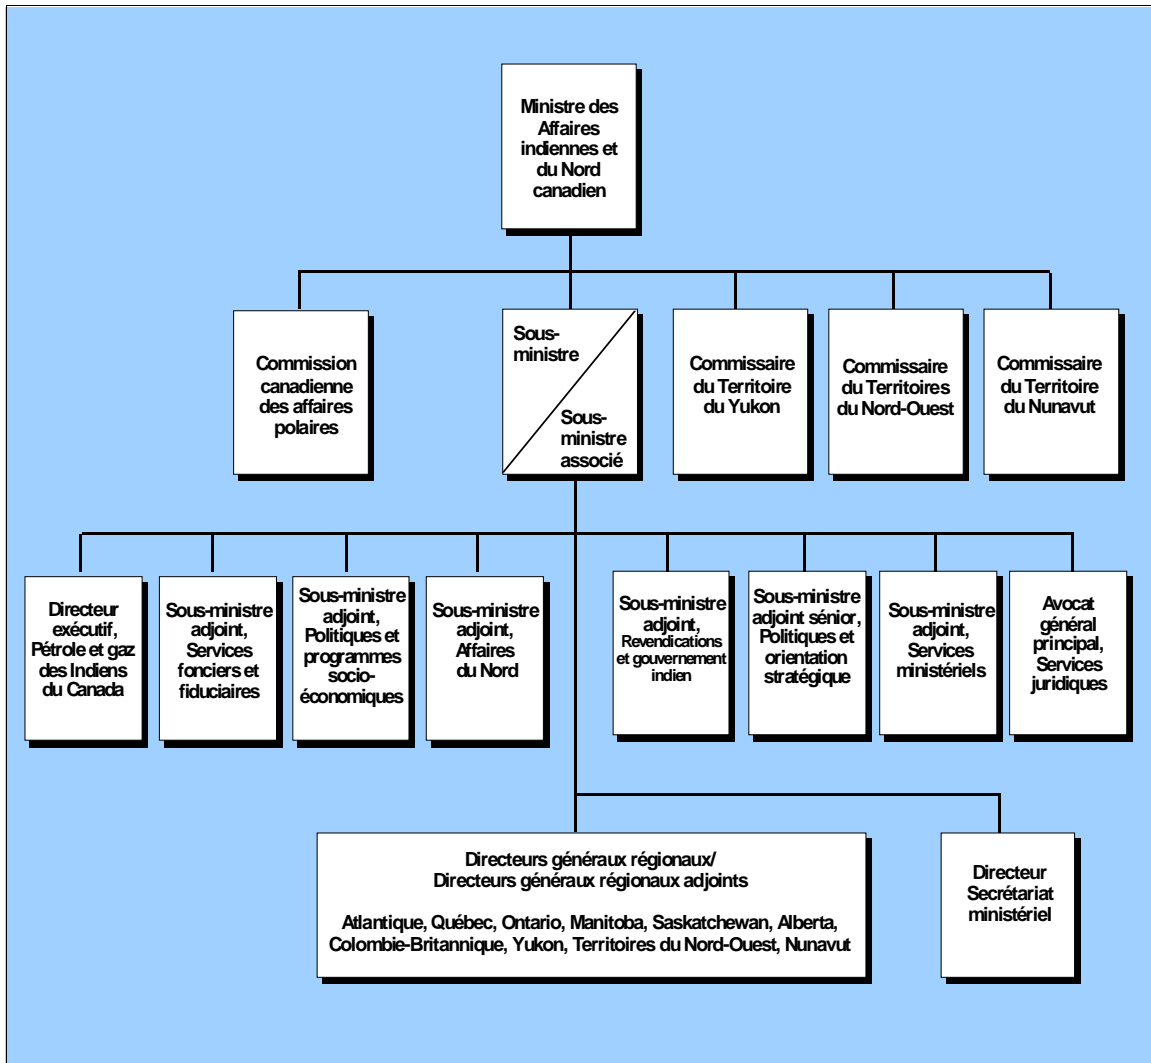 Ministre des
Affaires
indiennes et
du Nord
canadien
Commission
canadienne
des affaires
polaires
Sous-
ministre
Sous-
ministre
associé
Commissaire
du Territoire
du Yukon
Commissaire
du Territoires
du Nord-Ouest
Commissaire
du Territoire
du Nunavut
Directeur
exécutif,
Pétrole et gaz
des Indiens
du Canada
Sous-ministre
adjoint, Services
fonciers et
fiduciaires
Sous-ministre
adjoint,
Politiques et
programmes
socio-
économiques
Sous-ministre
adjoint,
Affaires
du Nord
Sous-ministre
adjoint,
Revendications
et gouvernement
indien
Sous-ministre
adjoint sénior,
Politiques et
orientation
stratégique
Sous-ministre
adjoint,
Services
ministériels
Avocat
général
principal,
Services
juridiques
Directeurs généraux régionaux/
Directeurs généraux régionaux adjoints
Atlantique, Québec, Ontario, Manitoba, Saskatchewan, Alberta,
Colombie-Britannique, Yukon, Territoires du Nord-Ouest, Nunavut
Directeur
Secrétariat
ministériel